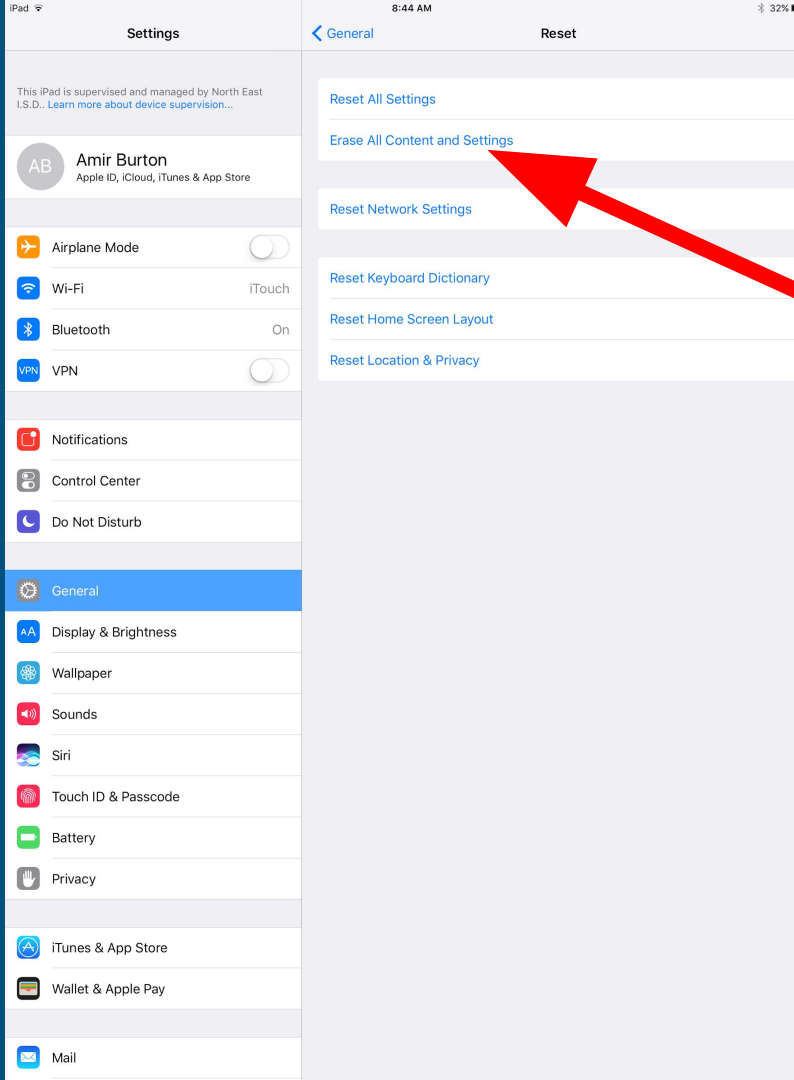 iPad
8:44 AM
32%
Settings
General
Reset
This iPad is supervised and managed by North East
I.S.D.. Learn more about device supervision...
AB
Amir Burton
Apple ID, iCloud, iTunes & App Store
Airplane Mode
Wi-Fi
iTouch
Bluetooth
On
VPN
VPN
Notifications
Control Center
Do Not Disturb
General
AA
Display & Brightness
Wallpaper
Sounds
Siri
Touch ID & Passcode
Battery
Privacy
iTunes & App Store
Wallet & Apple Pay
Mail
Reset All Settings
Erase All Content and Settings
Reset Network Settings
Reset Keyboard Dictionary
Reset Home Screen Layout
Reset Location & Privacy